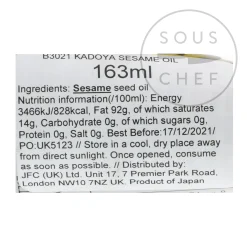 B3021 KADOYA SESAME OIL
SOUS
CHEF
163ml
Ingredients: Sesame seed oil
Nutrition information(/100ml): Energy
3466kJ/828kcal, Fat 92g, of which saturates
14g, Carbohydrate 0g, of which sugars 0g,
Protein 0g, Salt 0g. Best Before: 17/12/2021/
PO:UK5123 // Store in a cool, dry place away
from direct sunlight. Once opened, consume
as soon as possible. //
Distributed by:
JFC (UK) Ltd. Unit 17, 7 Premier Park Road,
London NW10 7NZ UK. Product of Japan